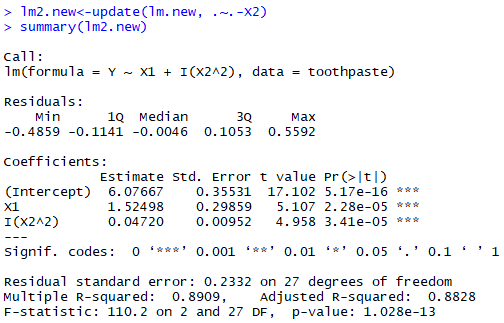 > lm2.new<-update(lm.new, .~.-X2)
> summary(lm2.new)
Call:
lm(formula = Y ~ X1 + I(X2^2), data = toothpaste)
Residuals:
    Min      1Q  Median      3Q     Max
-0.4859 -0.1141 -0.0046  0.1053  0.5592
Coefficients:
            Estimate Std. Error t value Pr(>|t|)
(Intercept)  6.07667    0.35531  17.102 5.17e-16 ***
X1           1.52498    0.29859   5.107 2.28e-05 ***
I(X2^2)      0.04720    0.00952   4.958 3.41e-05 ***
---
Signif. codes:  0 ‘***’ 0.001 ‘**’ 0.01 ‘*’ 0.05 ‘.’ 0.1 ‘ ’ 1
Residual standard error: 0.2332 on 27 degrees of freedom
Multiple R-squared:  0.8909,    Adjusted R-squared:  0.8828
F-statistic: 110.2 on 2 and 27 DF,  p-value: 1.028e-13